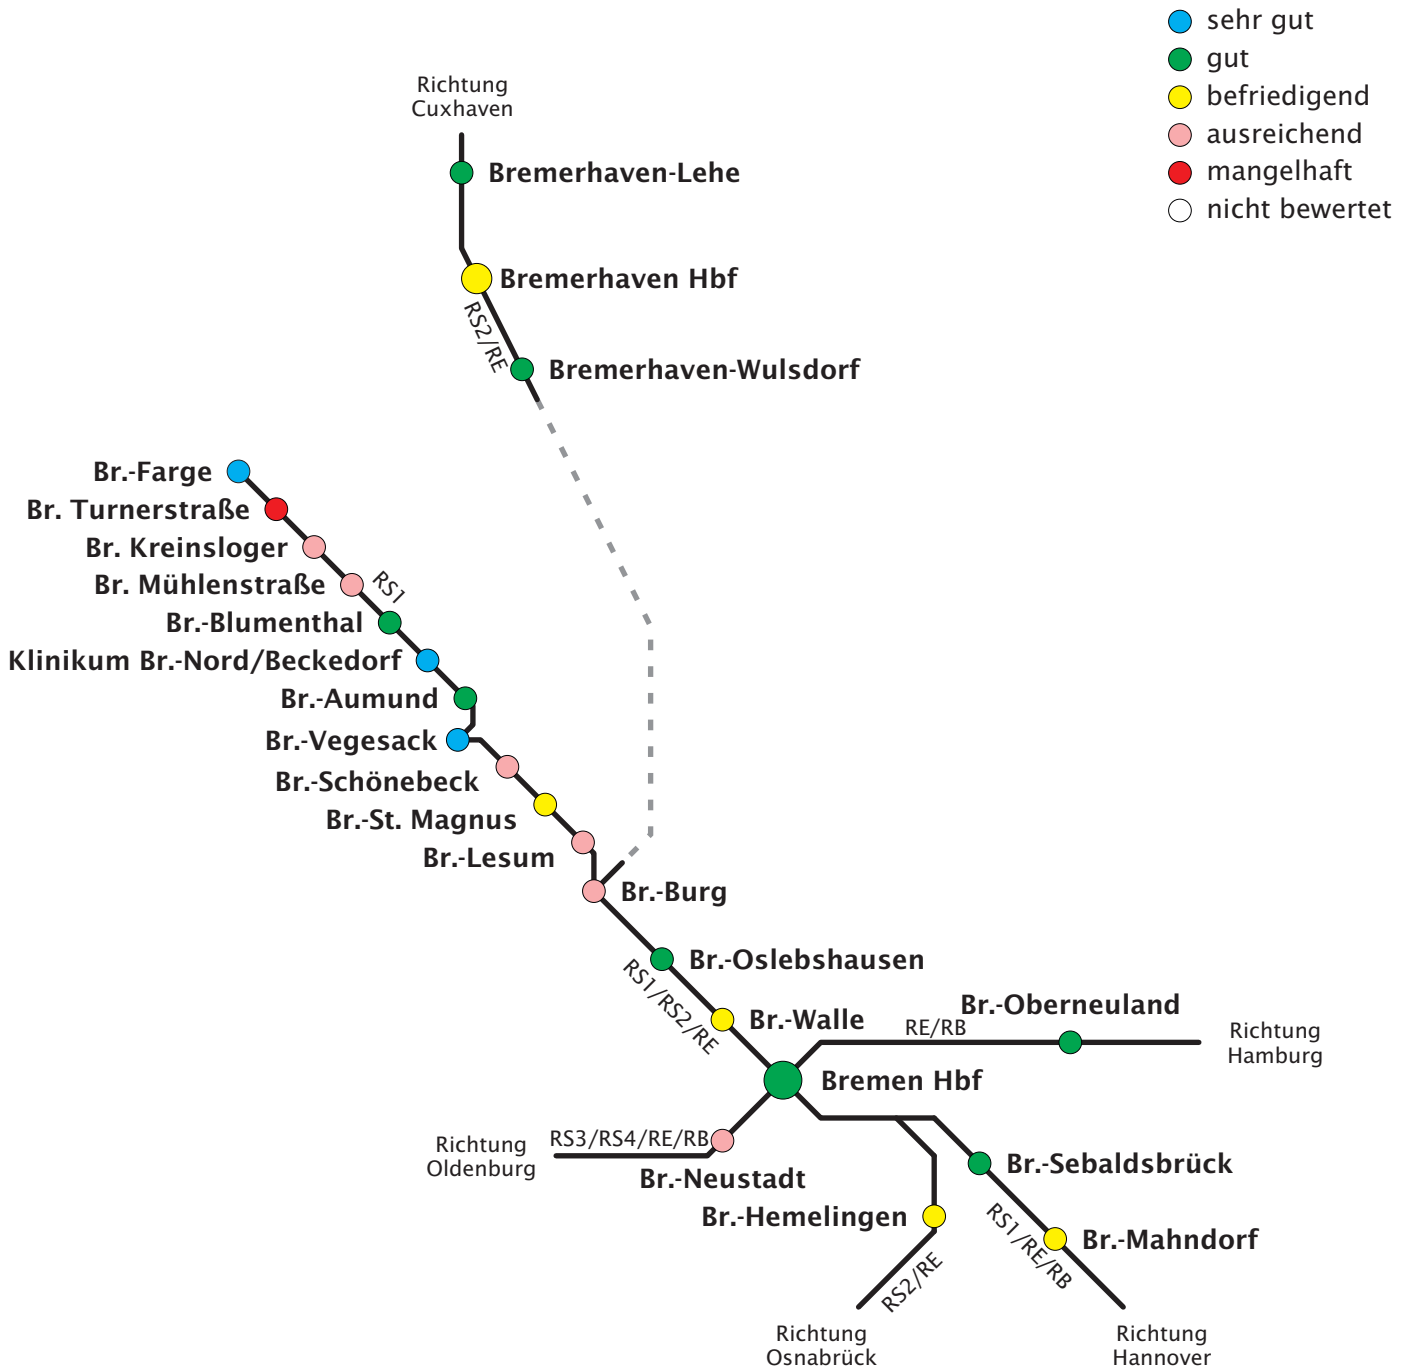 sehr gut
gut
befriedigend
ausreichend
mangelhaft
nicht bewertet
Richtung
Cuxhaven
Bremerhaven-Lehe
Bremerhaven Hbf
RS2/RE
Bremerhaven-Wulsdorf
Br.-Farge
Br. Turnerstraße
Br. Kreinsloger
Br. Mühlenstraße
RS1
Br.-Blumenthal
Klinikum Br.-Nord/Beckedorf
Br.-Aumund
Br.-Vegesack
Br.-Schönebeck
Br.-St. Magnus
Br.-Lesum
Br.-Burg
Br.-Oslebshausen
RS1/RS2/RE
Br.-Walle
Br.-Oberneuland
RE/RB
Richtung
Hamburg
Bremen Hbf
RS3/RS4/RE/RB
Richtung
Oldenburg
Br.-Neustadt
Br.-Sebaldsbrück
Br.-Hemelingen
RS1/RE/RB
Br.-Mahndorf
RS2/RE
Richtung
Osnabrück
Richtung
Hannover